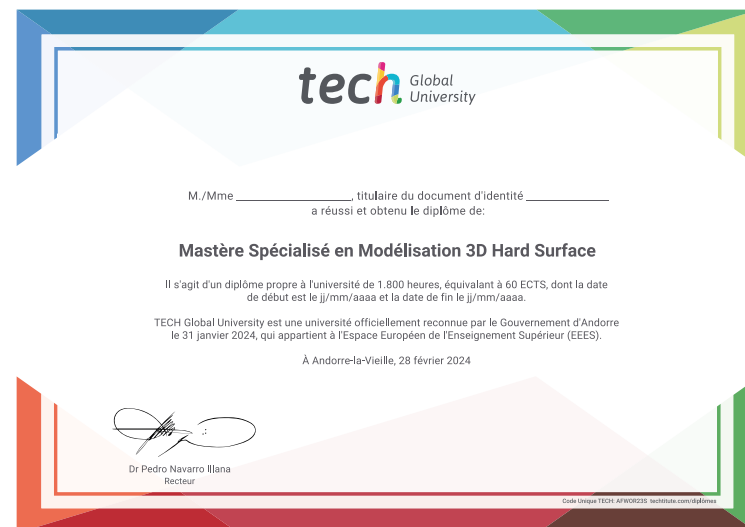 tech Global
University
M./Mme ____________________, titulaire du document d'identité ______________
a réussi et obtenu le diplôme de:
Mastère Spécialisé en Modélisation 3D Hard Surface
Il s'agit d'un diplôme propre à l'université de 1.800 heures, équivalant à 60 ECTS, dont la date
de début est le jj/mm/aaaa et la date de fin le jj/mm/aaaa.
TECH Global University est une université officiellement reconnue par le Gouvernement d'Andorre
le 31 janvier 2024, qui appartient à l'Espace Européen de l'Enseignement Supérieur (EEES).
À Andorre-la-Vieille, 28 février 2024
Dr Pedro Navarro Illana
Recteur
Code Unique TECH: AFWOR23S techtitute.com/diplômes